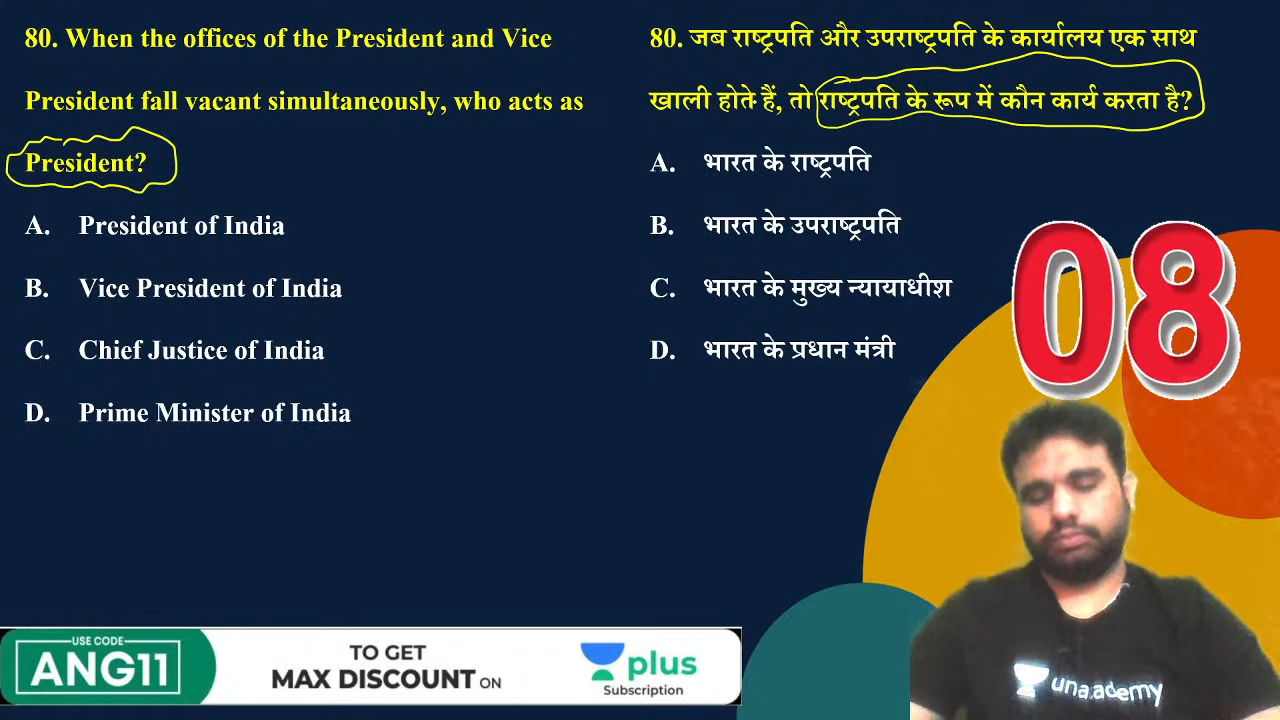 80. When the offices of the President and Vice
President fall vacant simultaneously, who acts as
President?
A. President of India
B. Vice President of India
C. Chief Justice of India
D. Prime Minister of India
80. जब राष्ट्रपति और उपराष्ट्रपति के कार्यालय एक साथ
खाली होते हैं, तो राष्ट्रपति के रूप में कौन कार्य करता है?
A. भारत के राष्ट्रपति
B. भारत के उपराष्ट्रपति
C. भारत के मुख्य न्यायाधीश
D. भारत के प्रधान मंत्री
08
USE CODE
ANG11
TO GET
MAX DISCOUNT ON
plus
Subscription
unacademy